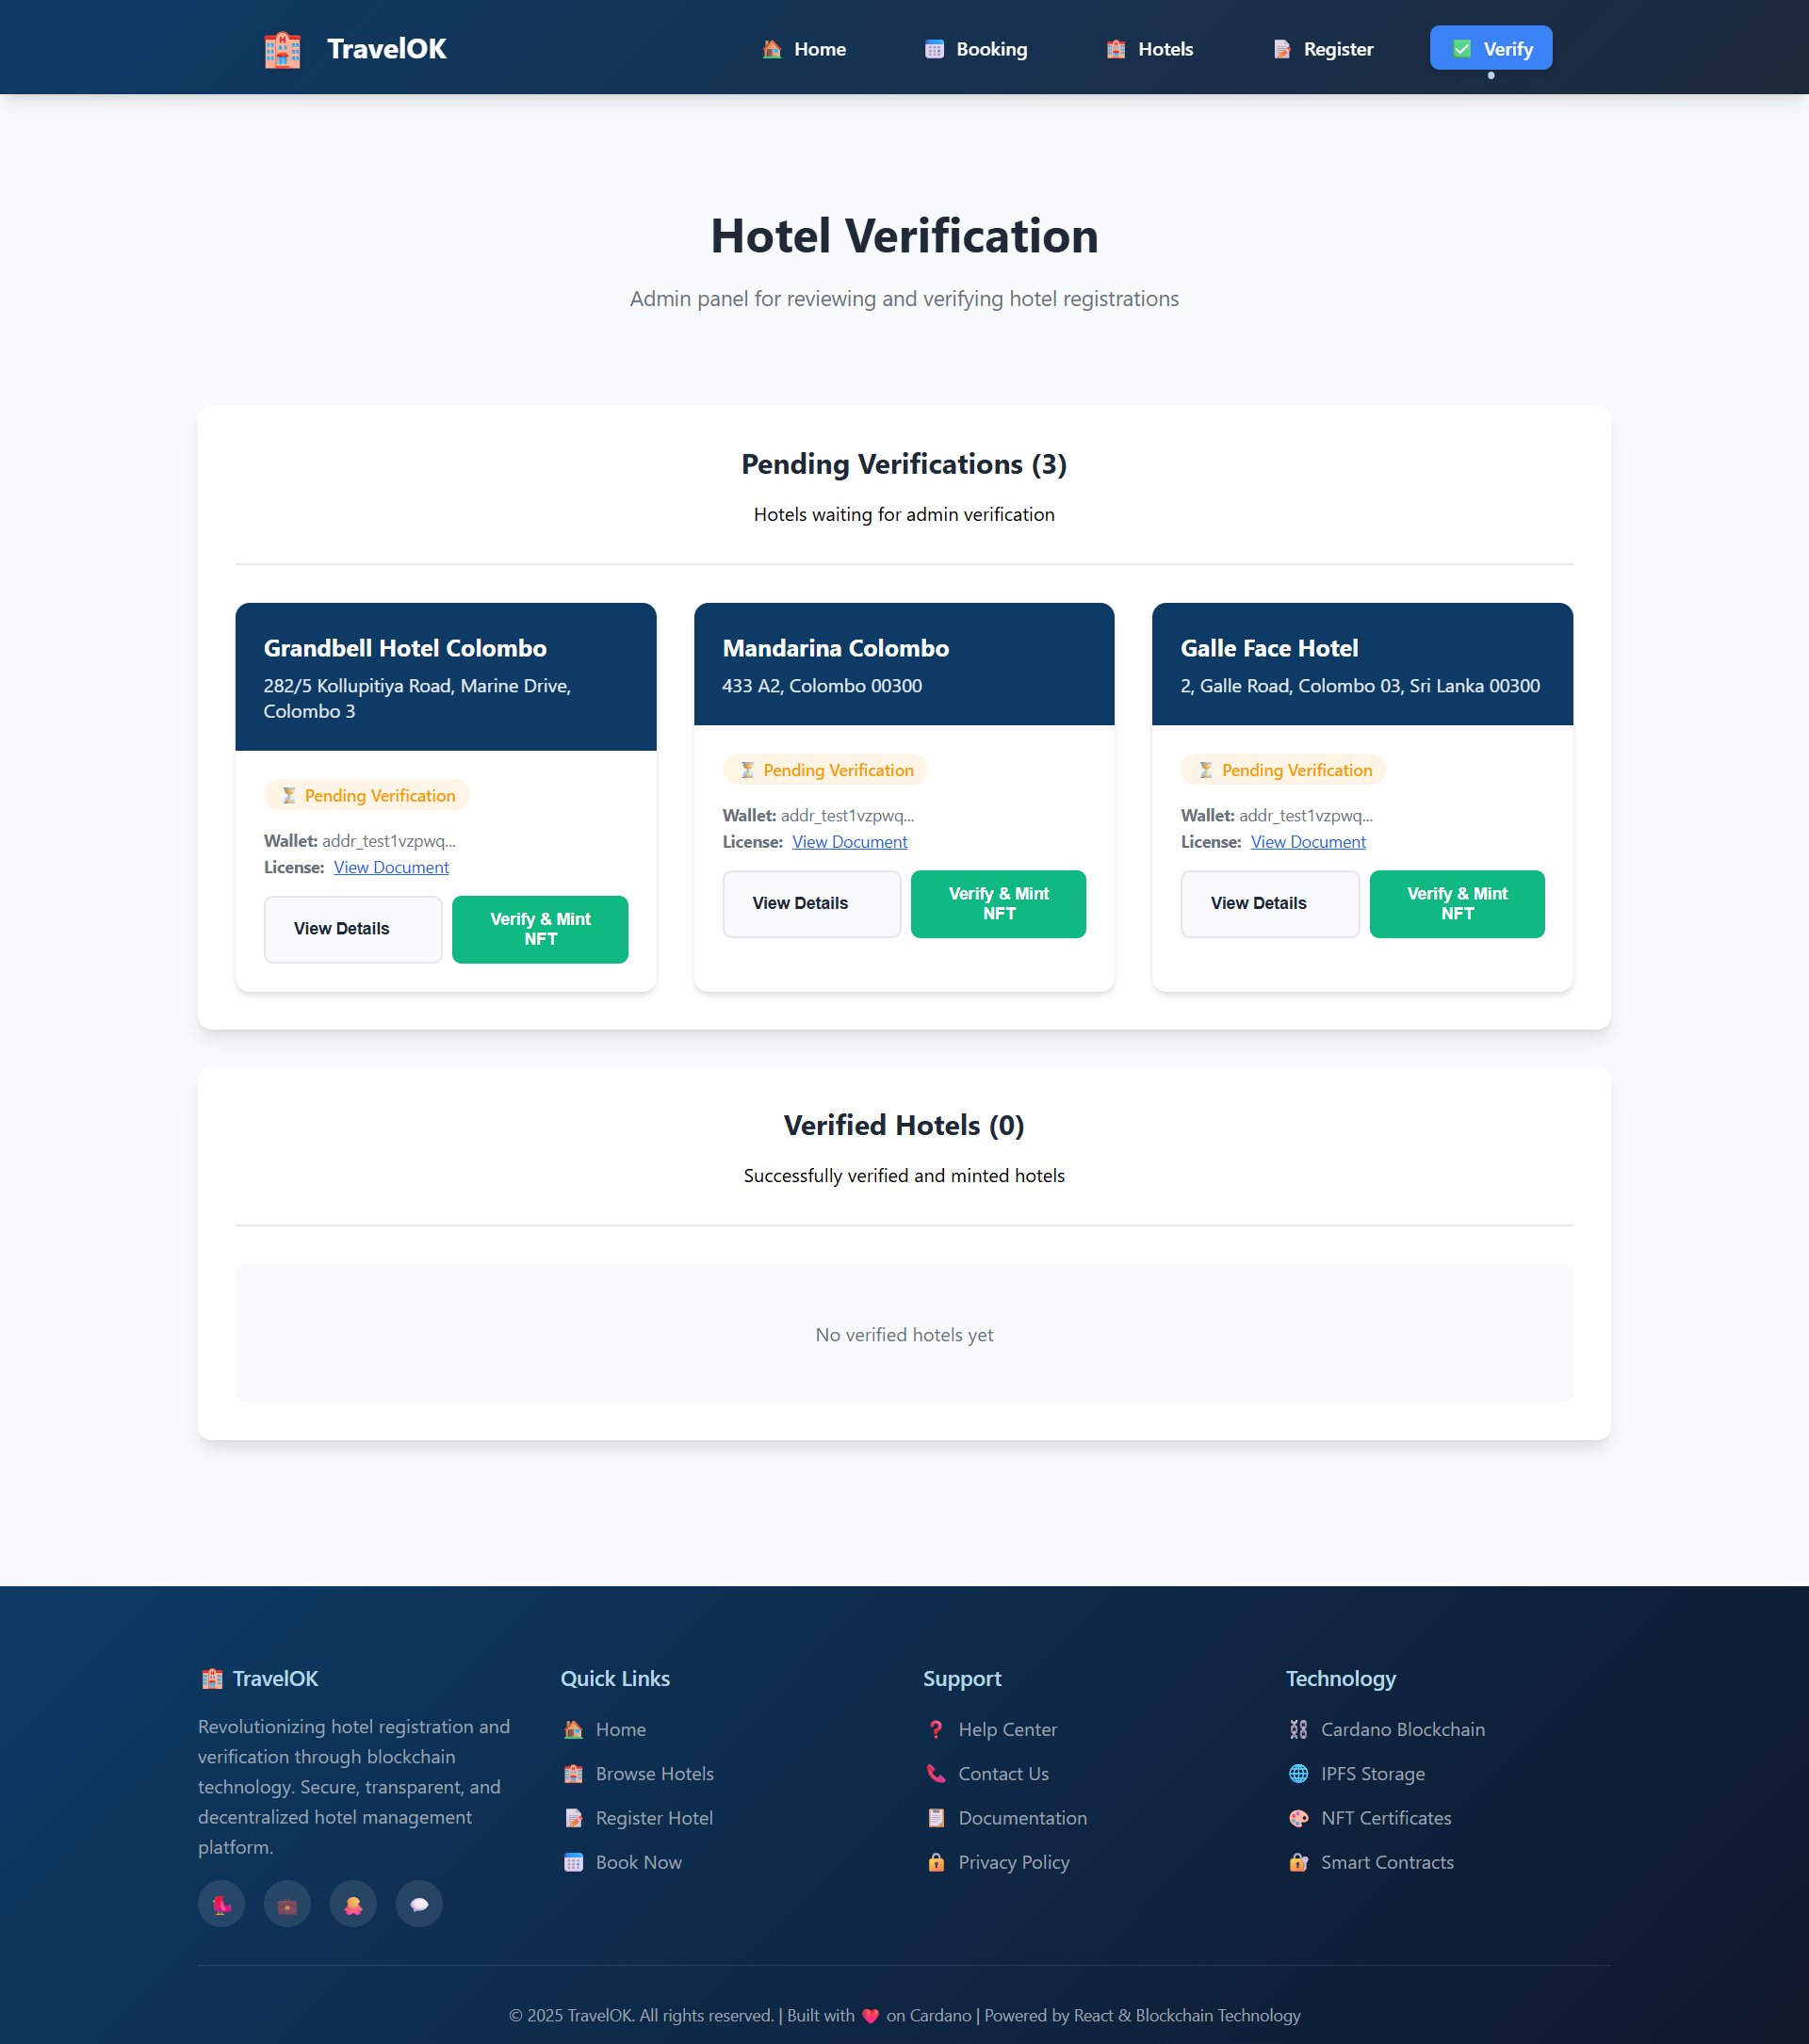 TravelOK
Home
Booking
Hotels
Register
Verify
Hotel Verification
Admin panel for reviewing and verifying hotel registrations
Pending Verifications (3)
Hotels waiting for admin verification
Grandbell Hotel Colombo
282/5 Kollupitiya Road, Marine Drive,
Colombo 3
Pending Verification
Wallet: addr_test1vzpwq...
License: View Document
View Details
Verify & Mint
NFT
Mandarina Colombo
433 A2, Colombo 00300
Pending Verification
Wallet: addr_test1vzpwq...
License: View Document
View Details
Verify & Mint
NFT
Galle Face Hotel
2, Galle Road, Colombo 03, Sri Lanka 00300
Pending Verification
Wallet: addr_test1vzpwq...
License: View Document
View Details
Verify & Mint
NFT
Verified Hotels (0)
Successfully verified and minted hotels
No verified hotels yet
TravelOK
Revolutionizing hotel registration and
verification through blockchain
technology. Secure, transparent, and
decentralized hotel management
platform.
Quick Links
Home
Browse Hotels
Register Hotel
Book Now
Support
Help Center
Contact Us
Documentation
Privacy Policy
Technology
Cardano Blockchain
IPFS Storage
NFT Certificates
Smart Contracts
© 2025 TravelOK. All rights reserved. | Built with ❤️ on Cardano | Powered by React & Blockchain Technology